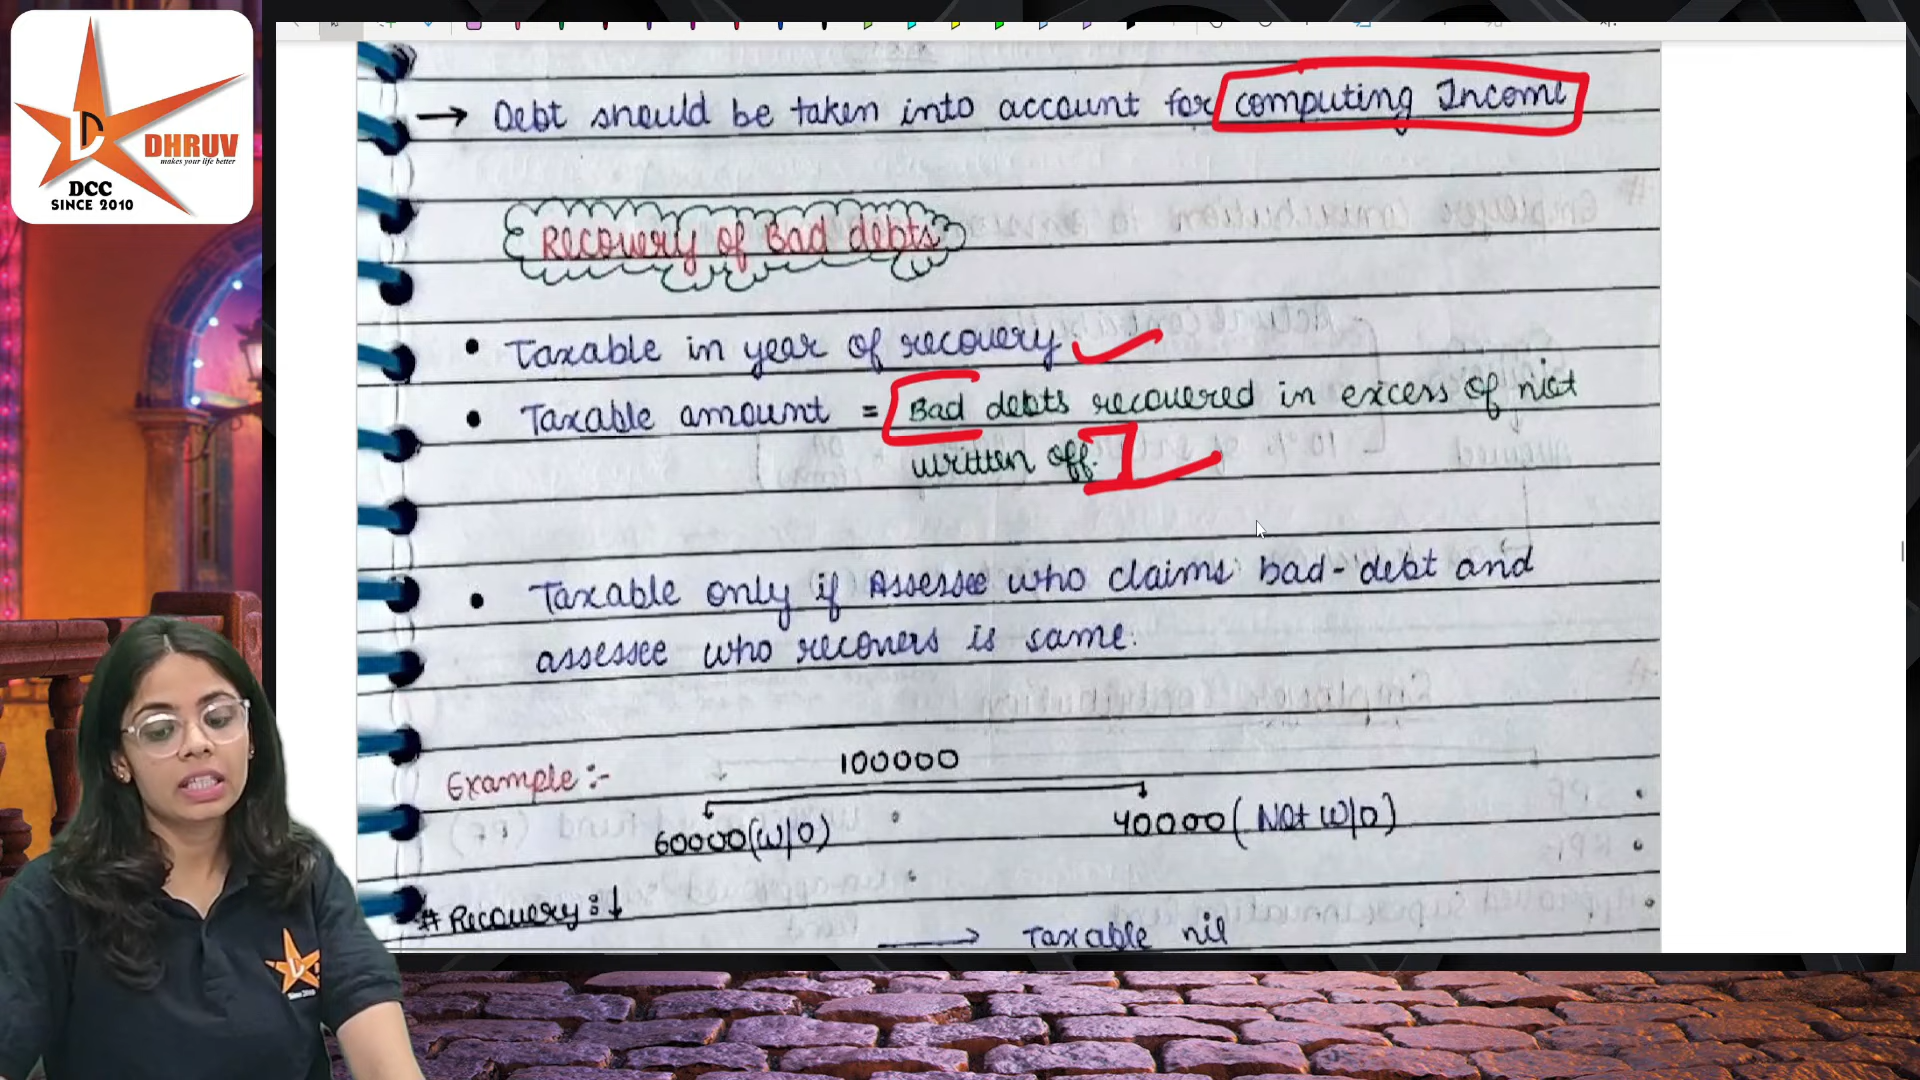 DC
DHRUV
makes your life better
DCC
SINCE 2010
→ Debt should be taken into account for computing Income
Recovery of Bad debts
• Taxable in year of recovery
• Taxable amount = Bad debts recovered in excess of not
written off.
• Taxable only if Assessee who claims bad-debt and
assessee who recovers is same.
Example :-
100000
60000(W/O)
40000( Not W/O)
# Recovery : ↓
→ Taxable nil